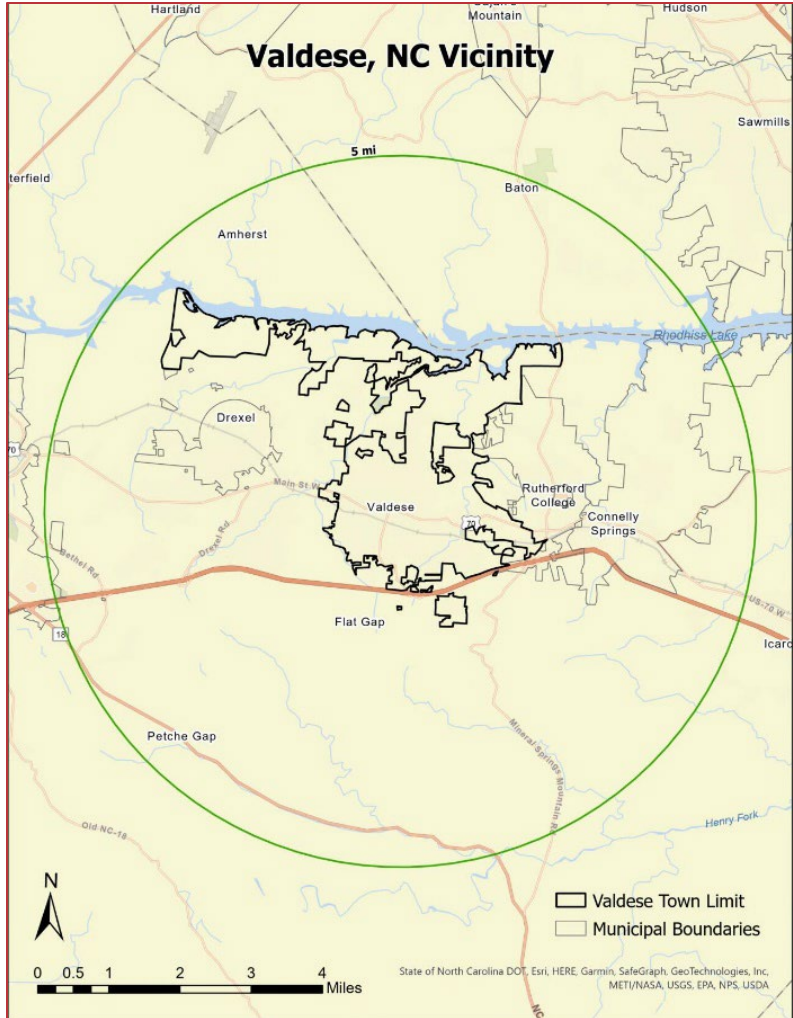 Hartland
Mountain
Hudson
Valdese, NC Vicinity
Sawmills
5 mi
terfield
Baton
Amherst
Rhodhiss Lake
Drexel
70
Main St W
Rutherford
College
Valdese
70
Connelly
Springs
Drexel Rd
Bethel Rd
US-70 W
Flat Gap
18
Icard
Petche Gap
Mineral Springs Mountain Rd
Old NC-18
Henry Fork
N
Valdese Town Limit
Municipal Boundaries
0 0.5 1 2 3 4
Miles
State of North Carolina DOT, Esri, HERE, Garmin, SafeGraph, GeoTechnologies, Inc,
METI/NASA, USGS, EPA, NPS, USDA
NC